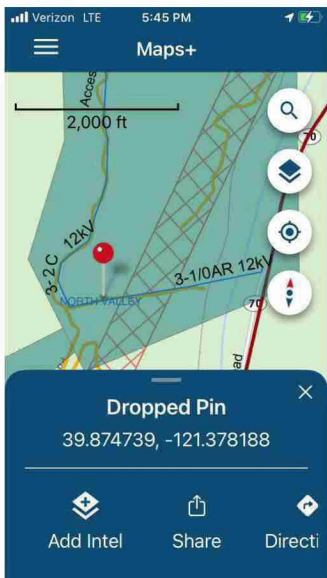 Verizon LTE 5:45 PM
Maps+
Access
2,000 ft
70
3- 2 C 12kV
3-1/0AR 12kV
NORTH VALLEY
70
ad
Dropped Pin
39.874739, -121.378188
Add Intel Share Directi